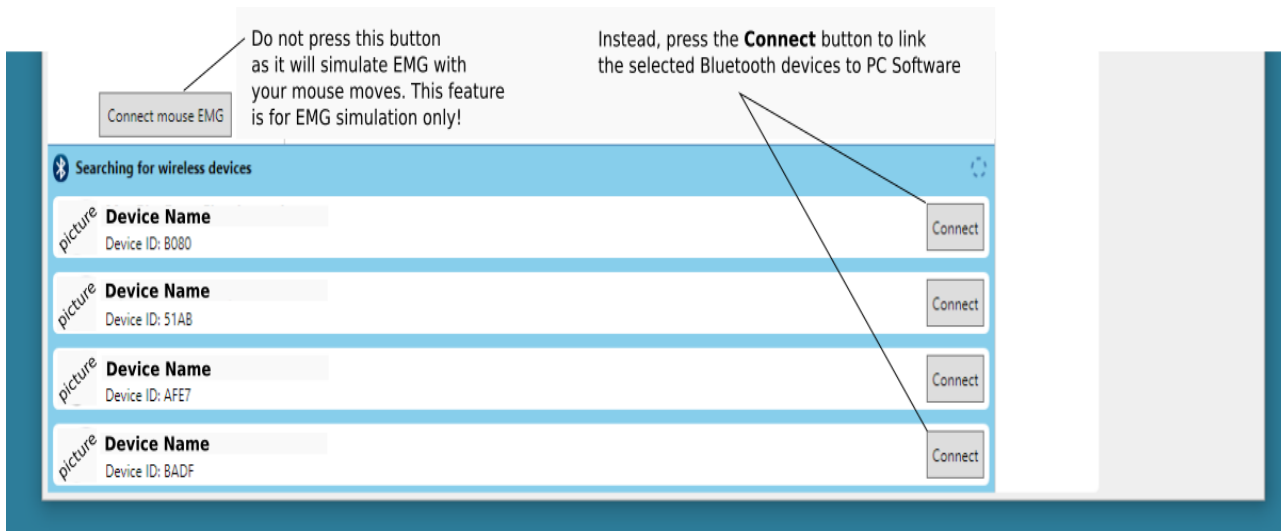 Do not press this button
as it will simulate EMG with
your mouse moves. This feature
is for EMG simulation only!
Instead, press the Connect button to link
the selected Bluetooth devices to PC Software
Connect mouse EMG
Searching for wireless devices
picture
Device Name
Device ID: B080
Connect
picture
Device Name
Device ID: 51AB
Connect
picture
Device Name
Device ID: AFE7
Connect
picture
Device Name
Device ID: BADF
Connect